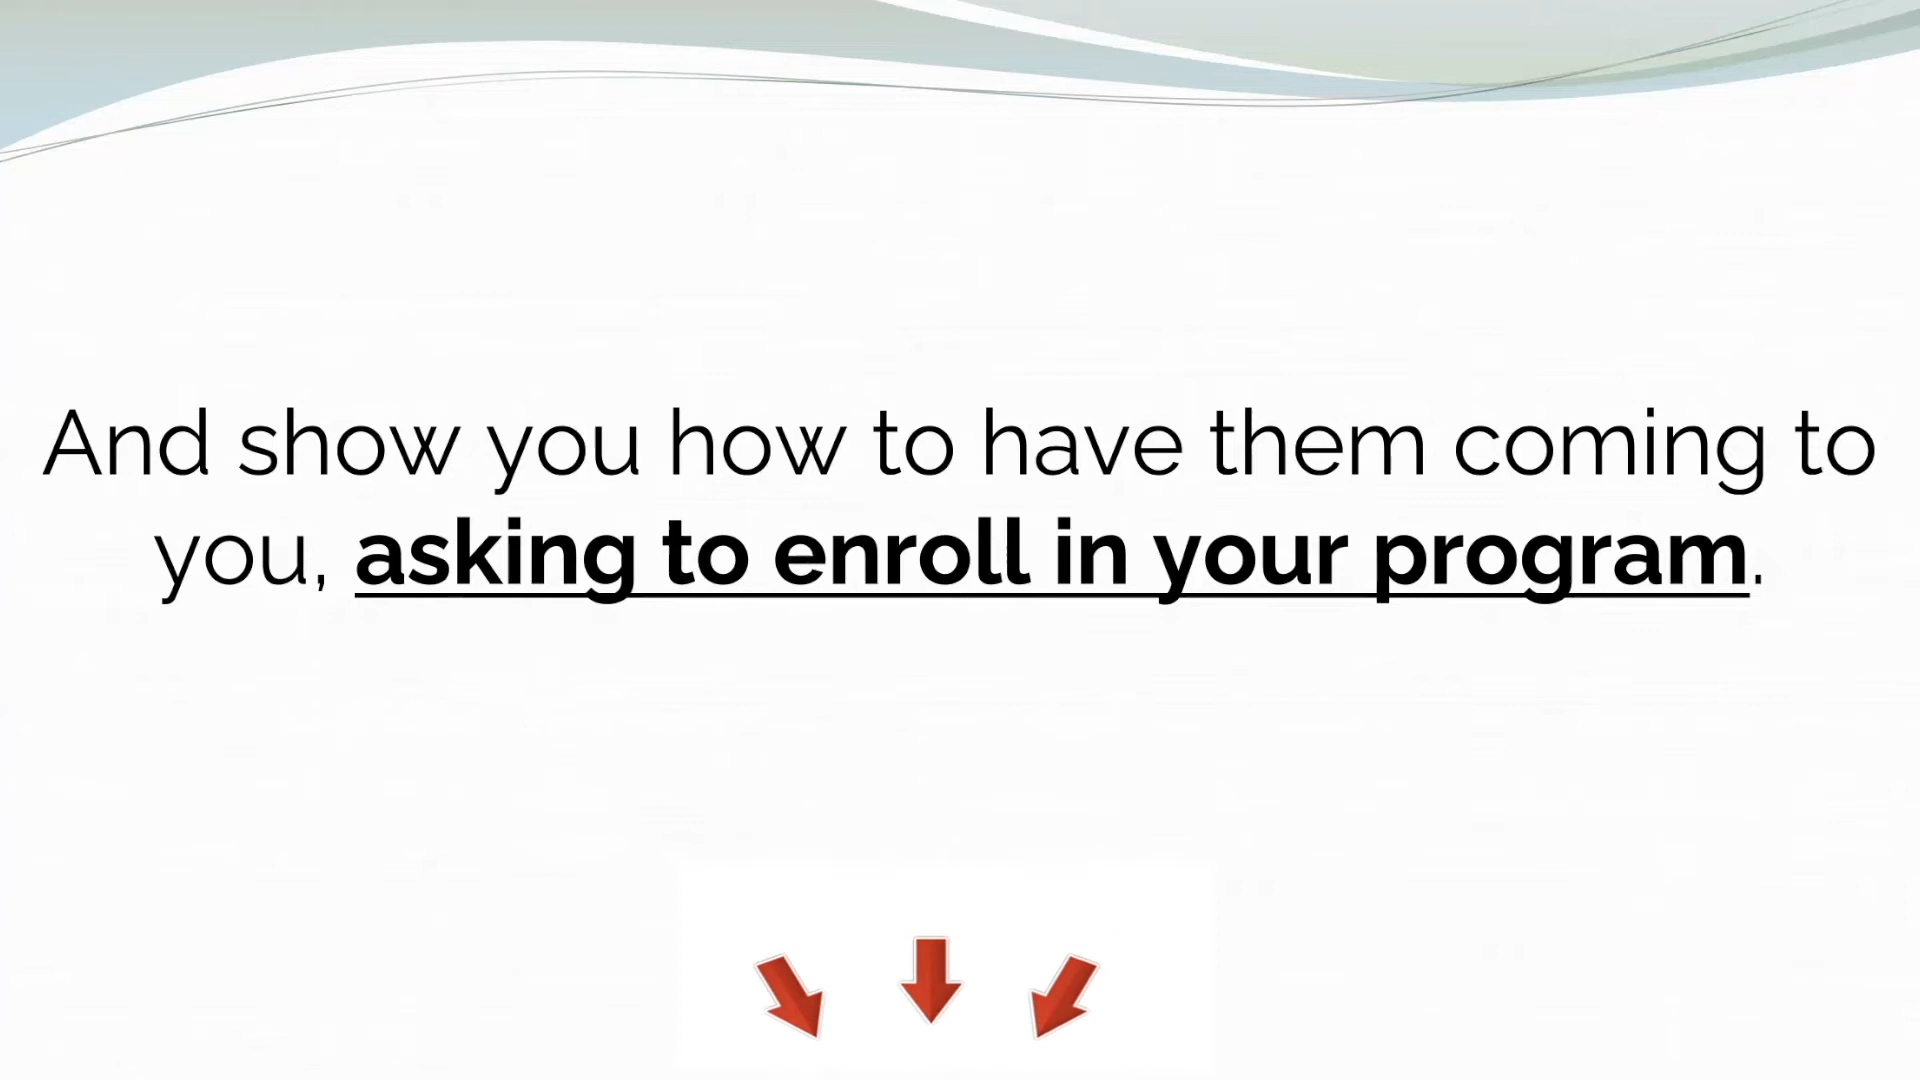 And show you how to have them coming to
you, asking to enroll in your program.